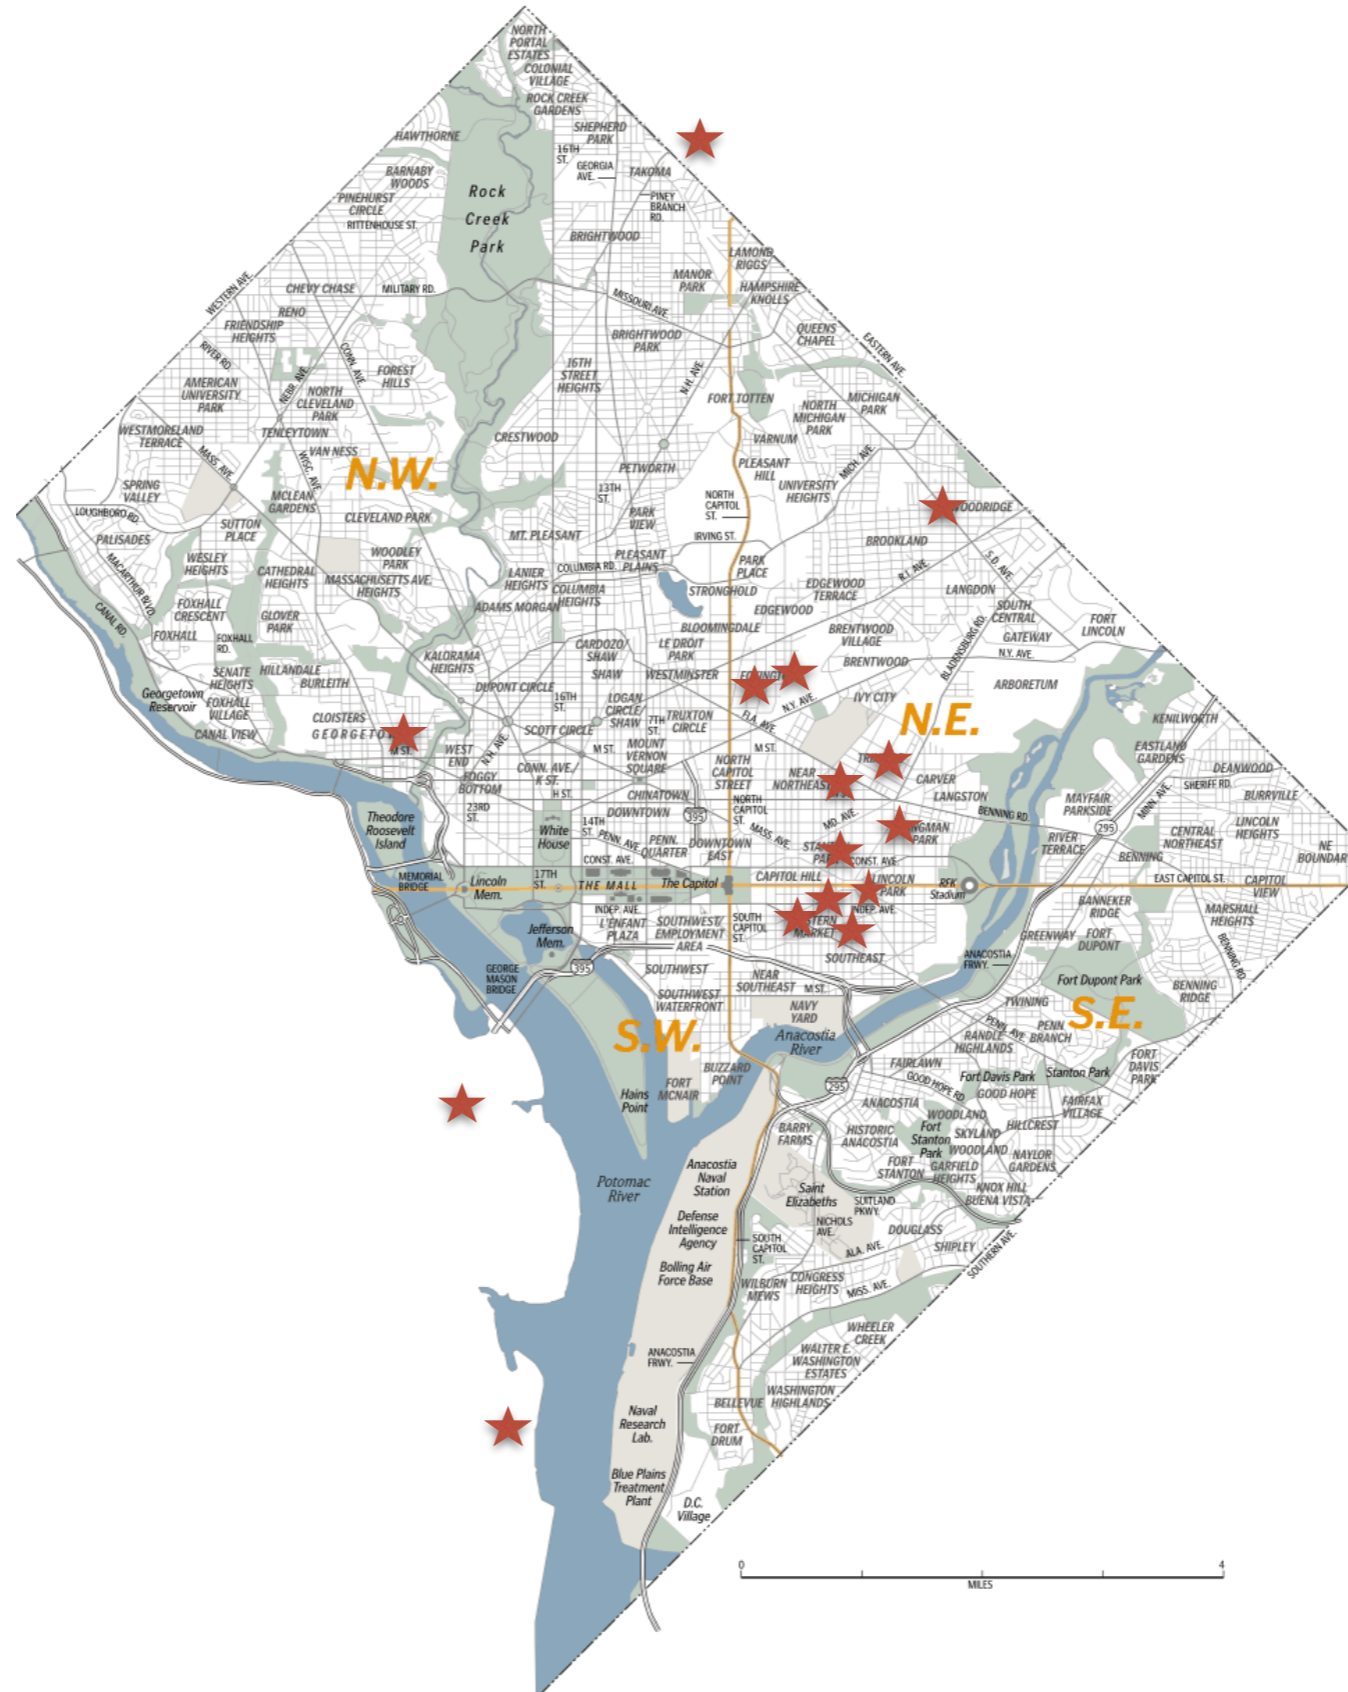 NORTH
PORTAL
ESTATES
COLONIAL
VILLAGE
ROCK CREEK
GARDENS
SHEPHERD
PARK
HAWTHORNE
16TH
ST.
GEORGIA
AVE.
TAKOMA
BARNABY
WOODS
PINEHURST
CIRCLE
RITTENHOUSE ST.
Rock
Creek
Park
PINEY
BRANCH
RD.
BRIGHTWOOD
LAMOND
RIGGS
MANOR
PARK
HAMPSHIRE
KNOLLS
WESTERN AVE.
CHEVY CHASE
MILITARY RD.
MISSOURI AVE.
RENO
FRIENDSHIP
HEIGHTS
RIVER RD.
CONN. AVE.
BRIGHTWOOD
PARK
QUEENS
CHAPEL
EASTERN AVE.
AMERICAN
UNIVERSITY
PARK
NEBR. AVE.
NORTH
CLEVELAND
PARK
FOREST
HILLS
16TH
STREET
HEIGHTS
N.H. AVE.
FORT TOTTEN
NORTH
MICHIGAN
PARK
MICHIGAN
PARK
WESTMORELAND
TERRACE
TENLEYTOWN
CRESTWOOD
VARNUM
MASS. AVE.
WISC. AVE.
VAN NESS
N.W.
PETWORTH
PLEASANT
HILL
MICH. AVE.
UNIVERSITY
HEIGHTS
SPRING
VALLEY
MCLEAN
GARDENS
13TH
ST.
NORTH
CAPITOL
ST.
WOODRIDGE
LOUGHBORO RD.
SUTTON
PLACE
CLEVELAND PARK
PARK
VIEW
PALISADES
MT. PLEASANT
IRVING ST.
BROOKLAND
MACARTHUR BLVD.
WESLEY
HEIGHTS
CATHEDRAL
HEIGHTS
WOODLEY
PARK
MASSACHUSETTS AVE.
HEIGHTS
LANIER
HEIGHTS
COLUMBIA RD.
PLEASANT
PLAINS
PARK
PLACE
R.I. AVE.
S.D. AVE.
COLUMBIA
HEIGHTS
STRONGHOLD
EDGEWOOD
TERRACE
LANGDON
CANAL RD.
FOXHALL
CRESCENT
GLOVER
PARK
ADAMS MORGAN
EDGEWOOD
SOUTH
CENTRAL
FOXHALL
FOXHALL
RD.
BLOOMINGDALE
BRENTWOOD
VILLAGE
BLADENSBURG RD.
GATEWAY
FORT
LINCOLN
CARDOZO/
SHAW
LE DROIT
PARK
KALORAMA
HEIGHTS
BRENTWOOD
N.Y. AVE.
SENATE
HEIGHTS
HILLANDALE
BURLEITH
SHAW
WESTMINSTER
DUPONT CIRCLE
ARBORETUM
Georgetown
Reservoir
FOXHALL
VILLAGE
16TH
ST.
LOGAN
CIRCLE/
SHAW
N.Y. AVE.
IVY CITY
CLOISTERS
7TH
ST.
TRUXTON
CIRCLE
FLA. AVE.
N.E.
KENILWORTH
CANAL VIEW
M ST.
WEST
END
N.H. AVE.
SCOTT CIRCLE
M ST.
MOUNT
VERNON
SQUARE
M ST.
EASTLAND
GARDENS
FOGGY
BOTTOM
CONN. AVE./
K ST.
NORTH
CAPITOL
STREET
NEAR
NORTHEAST
CARVER
DEANWOOD
H ST.
CHINATOWN
LANGSTON
SHERIFF RD.
MINN. AVE.
BURRVILLE
23RD
ST.
DOWNTOWN
395
NORTH
CAPITOL
ST.
MD. AVE.
BENNING RD.
MAYFAIR
PARKSIDE
LINCOLN
HEIGHTS
Theodore
Roosevelt
Island
White
House
14TH
ST.
PENN. AVE.
PENN.
QUARTER
MASS. AVE.
295
CENTRAL
NORTHEAST
RIVER
TERRACE
NE
DOWNTOWN
EAST
CONST. AVE.
CONST. AVE.
BENNING
MEMORIAL
BRIDGE
Lincoln
Mem.
17TH
ST.
THE MALL
The Capitol
CAPITOL HILL
LINCOLN
PARK
RFK
Stadium
EAST CAPITOL ST.
CAPITOL
VIEW
BANNEKER
RIDGE
INDEP. AVE.
INDEP. AVE.
MARSHALL
HEIGHTS
Jefferson
Mem.
L'ENFANT
PLAZA
SOUTHWEST/
EMPLOYMENT
AREA
SOUTH
CAPITOL
ST.
MARKET
GREENWAY
FORT
DUPONT
BENNING RD.
395
SOUTHEAST
ANACOSTIA
FRWY.
GEORGE
MASON
BRIDGE
SOUTHWEST
NEAR
SOUTHEAST
M ST.
Fort Dupont Park
BENNING
RIDGE
SOUTHWEST
WATERFRONT
NAVY
YARD
TWINING
S.E.
S.W.
Anacostia
River
PENN. AVE.
PENN
BRANCH
RANDLE
HIGHLANDS
BUZZARD
POINT
FAIRLAWN
FORT
DAVIS
PARK
Hains
Point
FORT
MCNAIR
295
GOOD HOPE RD.
Fort Davis Park
Stanton Park
GOOD HOPE
FAIRFAX
VILLAGE
ANACOSTIA
WOODLAND
BARRY
FARMS
HISTORIC
ANACOSTIA
Fort
Stanton
Park
SKYLAND
HILLCREST
WOODLAND
NAYLOR
GARDENS
FORT
STANTON
GARFIELD
HEIGHTS
Anacostia
Naval
Station
Potomac
River
Saint
Elizabeths
SUITLAND
PKWY.
KNOX HILL
BUENA VISTA
Defense
Intelligence
Agency
NICHOLS
AVE.
DOUGLASS
SOUTH
CAPITOL
ST.
ALA. AVE.
SHIPLEY
SOUTHERN AVE.
Bolling Air
Force Base
WILBURN
MEWS
CONGRESS
HEIGHTS
MISS. AVE.
WHEELER
CREEK
ANACOSTIA
FRWY.
WALTER E.
WASHINGTON
ESTATES
WASHINGTON
HIGHLANDS
BELLEVUE
Naval
Research
Lab.
FORT
DRUM
Blue Plains
Treatment
Plant
D.C.
Village
0 4
MILES